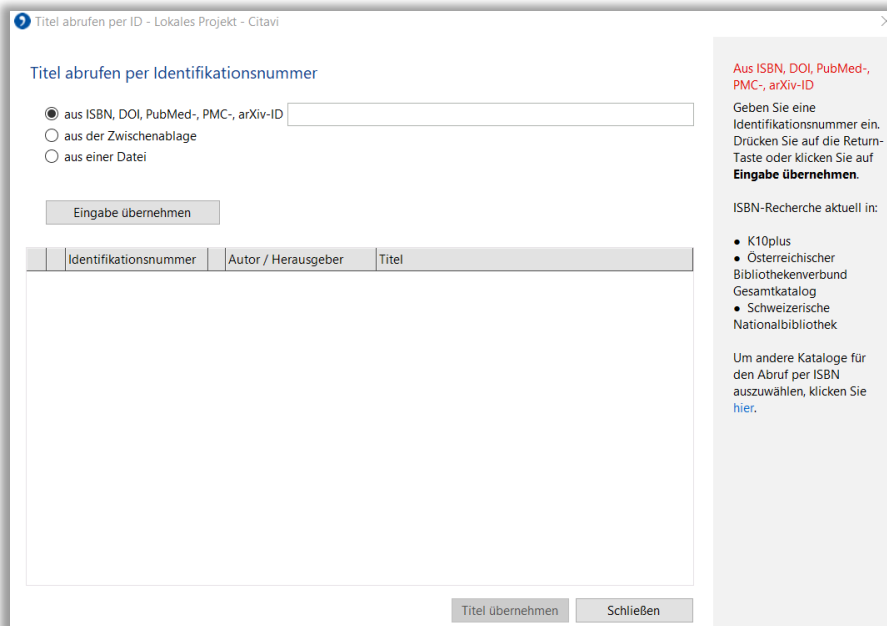 Titel abrufen per ID - Lokales Projekt - Citavi
Titel abrufen per Identifikationsnummer
aus ISBN, DOI, PubMed-, PMC-, arXiv-ID
aus der Zwischenablage
aus einer Datei
Eingabe übernehmen
Identifikationsnummer Autor / Herausgeber Titel
Titel übernehmen Schließen
Aus ISBN, DOI, PubMed-,
PMC-, arXiv-ID
Geben Sie eine
Identifikationsnummer ein.
Drücken Sie auf die Return-
Taste oder klicken Sie auf
Eingabe übernehmen.
ISBN-Recherche aktuell in:
● K10plus
● Österreichischer
Bibliothekenverbund
Gesamtkatalog
● Schweizerische
Nationalbibliothek
Um andere Kataloge für
den Abruf per ISBN
auszuwählen, klicken Sie
hier.